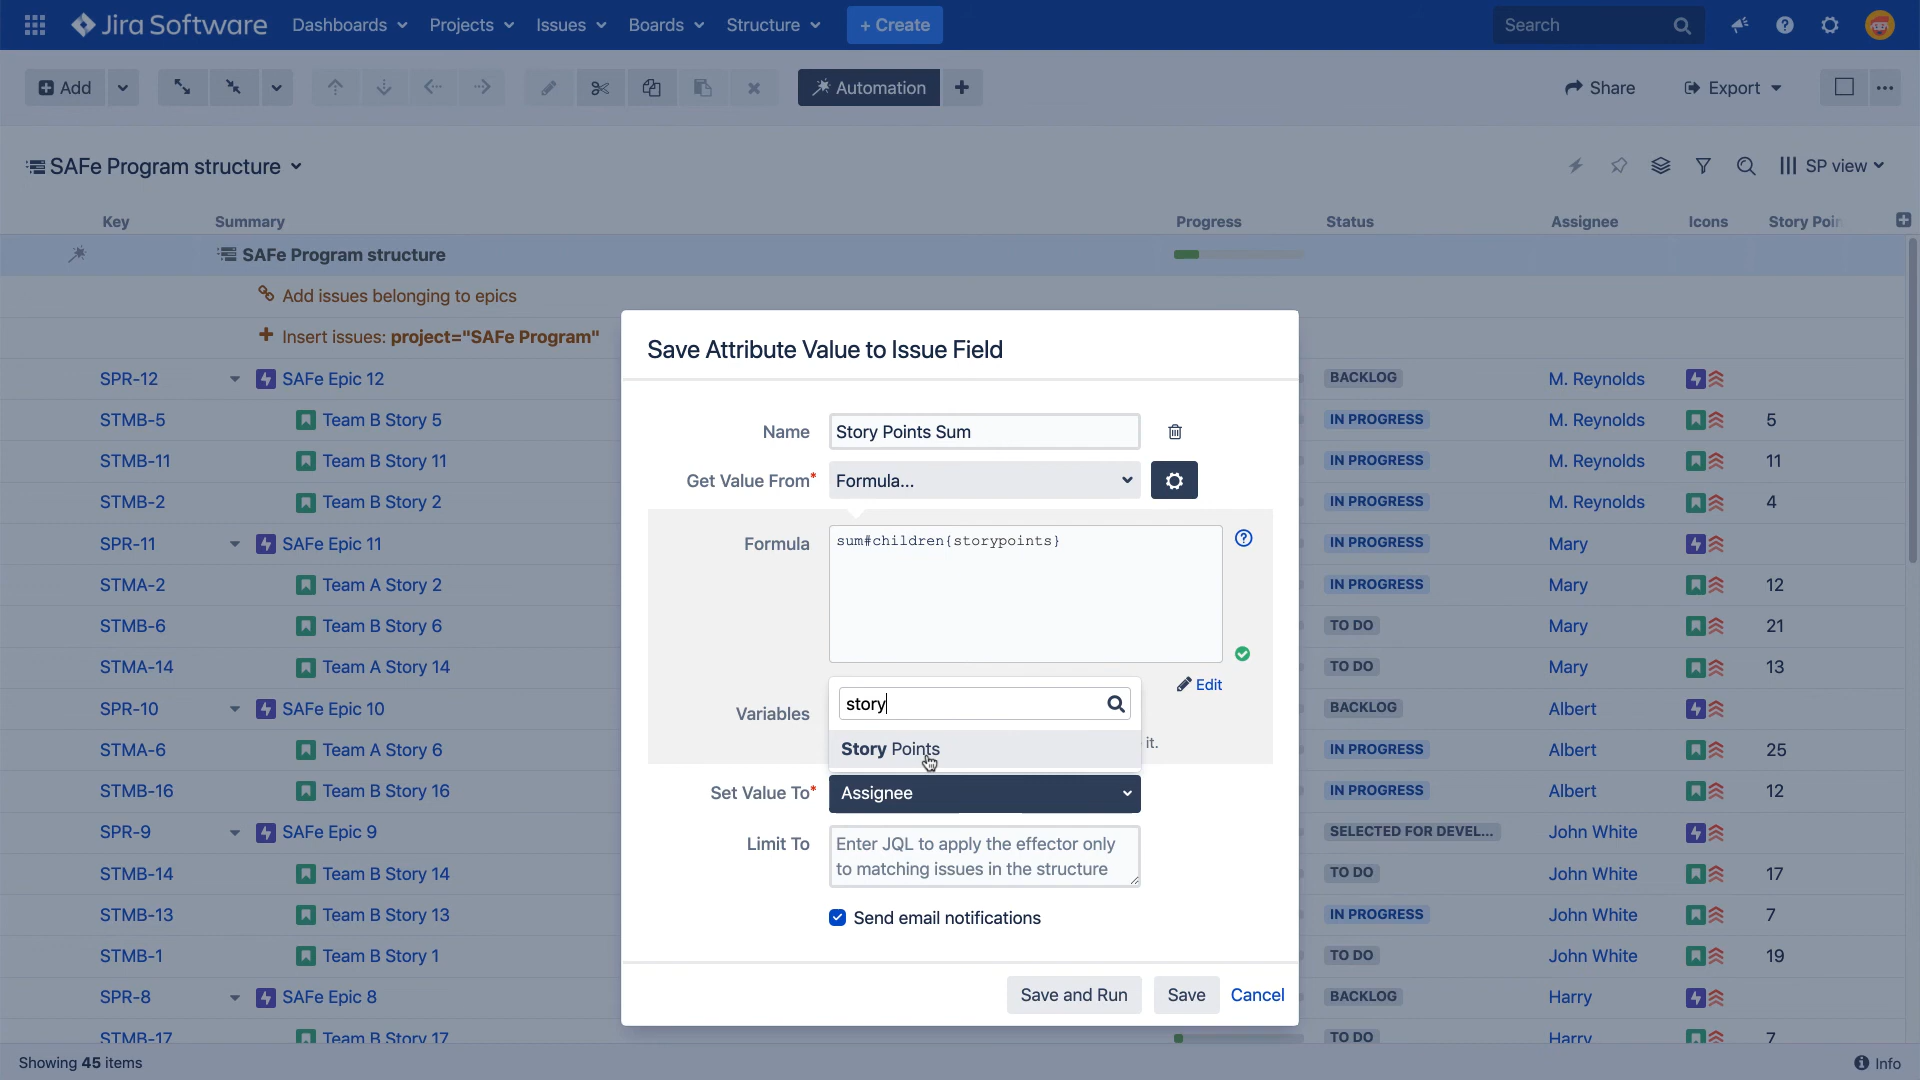 Jira Software Dashboards Projects Issues Boards Structure + Create Search
Add Automation + Share Export
SAFe Program structure SP view
Key Summary Progress Status Assignee Icons Story Poin
SAFe Program structure
Add issues belonging to epics
Insert issues: project="SAFe Program"
SPR-12 SAFe Epic 12 BACKLOG M. Reynolds
STMB-5 Team B Story 5 IN PROGRESS M. Reynolds 5
STMB-11 Team B Story 11 IN PROGRESS M. Reynolds 11
STMB-2 Team B Story 2 IN PROGRESS M. Reynolds 4
SPR-11 SAFe Epic 11 IN PROGRESS Mary
STMA-2 Team A Story 2 IN PROGRESS Mary 12
STMB-6 Team B Story 6 TO DO Mary 21
STMA-14 Team A Story 14 TO DO Mary 13
SPR-10 SAFe Epic 10 BACKLOG Albert
STMA-6 Team A Story 6 IN PROGRESS Albert 25
STMB-16 Team B Story 16 IN PROGRESS Albert 12
SPR-9 SAFe Epic 9 SELECTED FOR DEVEL... John White
STMB-14 Team B Story 14 TO DO John White 17
STMB-13 Team B Story 13 IN PROGRESS John White 7
STMB-1 Team B Story 1 TO DO John White 19
SPR-8 SAFe Epic 8 BACKLOG Harry
STMB-17 Team B Story 17 TO DO Harry 7
Save Attribute Value to Issue Field
Name Story Points Sum
Get Value From* Formula...
Formula sum#children{storypoints}
Edit
Variables story
it.
Story Points
Set Value To* Assignee
Limit To Enter JQL to apply the effector only
to matching issues in the structure
Send email notifications
Save and Run Save Cancel
Showing 45 items Info